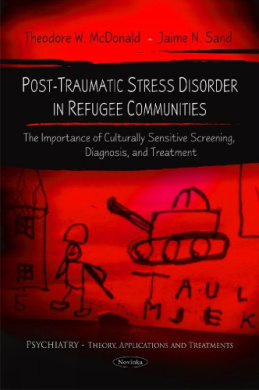 Theodore W. McDonald - Jaime N. Sand
POST-TRAUMATIC STRESS DISORDER
IN REFUGEE COMMUNITIES
The Importance of Culturally Sensitive Screening,
Diagnosis, and Treatment
TAUL
MJEK
PSYCHIATRY - THEORY, APPLICATIONS AND TREATMENTS
Novinka